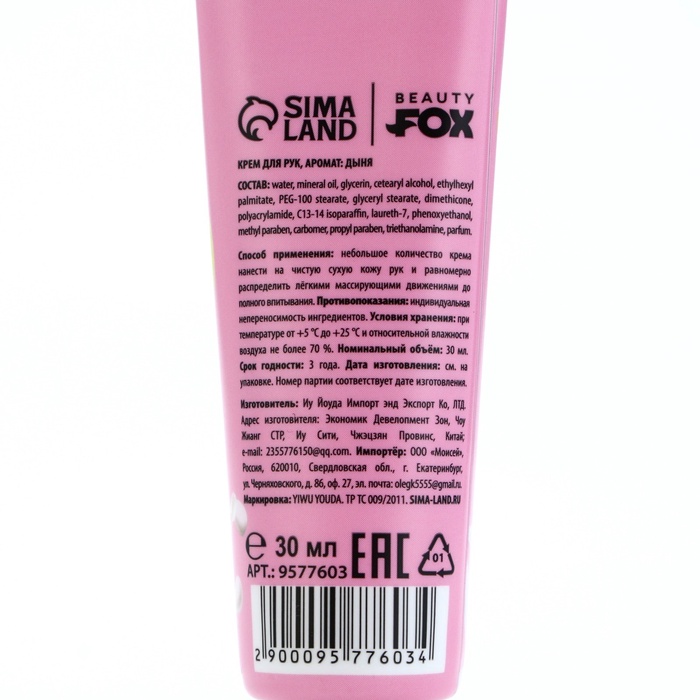 SIMA LAND
BEAUTY FOX
КРЕМ ДЛЯ РУК, АРОМАТ: ДЫНЯ
СОСТАВ: water, mineral oil, glycerin, cetearyl alcohol, ethylhexyl
palmitate, PEG-100 stearate, glyceryl stearate, dimethicone,
polyacrylamide, C13-14 isoparaffin, laureth-7, phenoxyethanol,
methyl paraben, carbomer, propyl paraben, triethanolamine, parfum.
Способ применения: небольшое количество крема
нанести на чистую сухую кожу рук и равномерно
распределить лёгкими массирующими движениями до
полного впитывания. Противопоказания: индивидуальная
непереносимость ингредиентов. Условия хранения: при
температуре от +5 °С до +25 °С и относительной влажности
воздуха не более 70 %. Номинальный объём: 30 мл.
Срок годности: 3 года. Дата изготовления: см. на
упаковке. Номер партии соответствует дате изготовления.
Изготовитель: Иу Йоуда Импорт энд Экспорт Ко, ЛТД.
Адрес изготовителя: Экономик Девелопмент Зон, Чоу
Жианг СТР, Иу Сити, Чжэцзян Провинс, Китай;
e-mail: 2355776150@qq.com. Импортёр: ООО «Моисей»,
Россия, 620010, Свердловская обл., г. Екатеринбург,
ул. Черняховского, д. 86, оф. 27, эл. почта: olegk5555@gmail.ru
Маркировка: YIWU YOUDA. ТР ТС 009/2011. SIMA-LAND.RU
℮ 30 мл EAC 01
АРТ.: 9577603
2 900095 776034